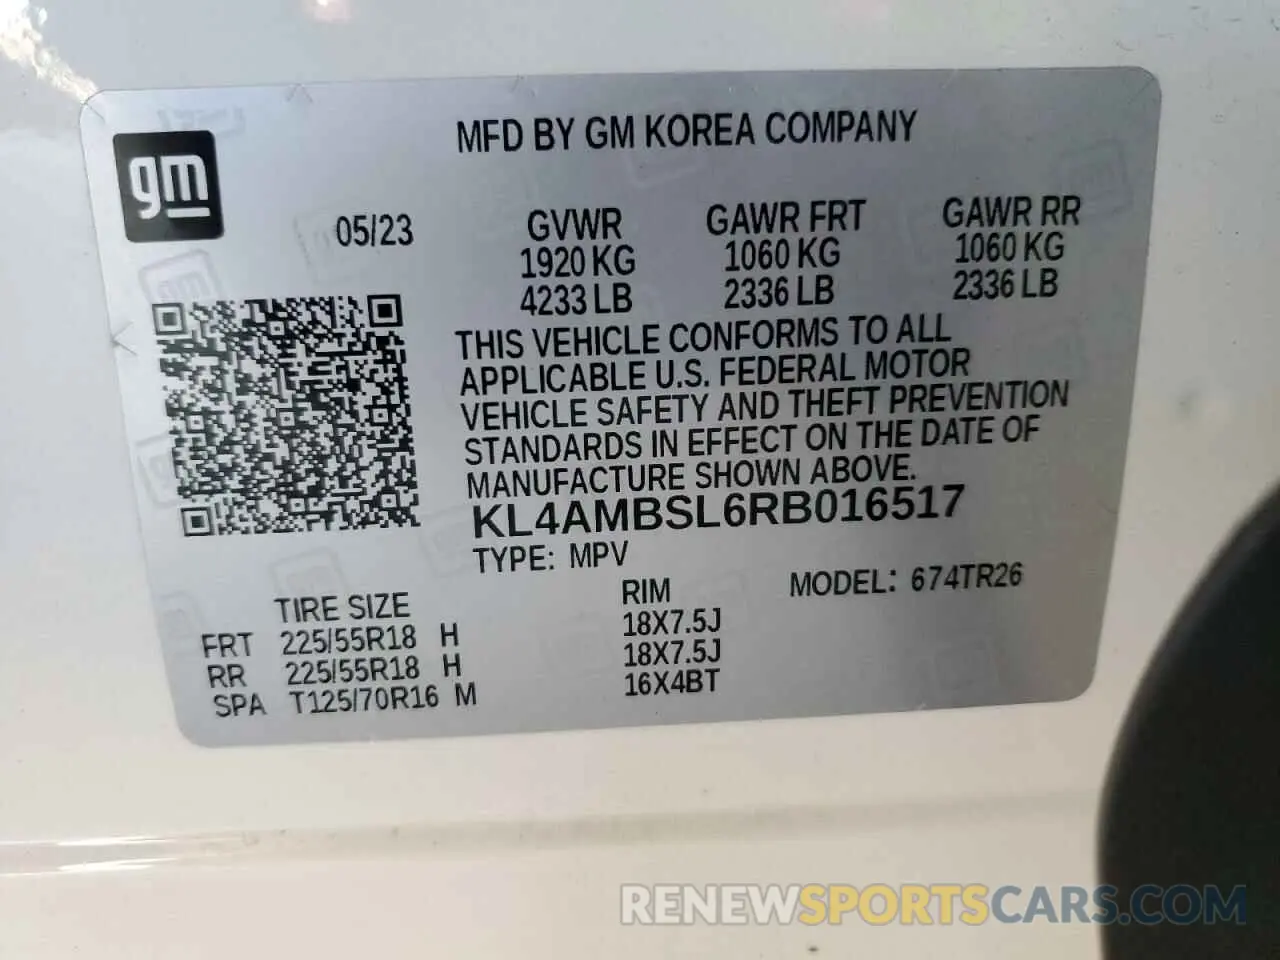 MFD BY GM KOREA COMPANY
gm
05/23
GVWR
1920 KG
4233 LB
GAWR FRT
1060 KG
2336 LB
GAWR RR
1060 KG
2336 LB
THIS VEHICLE CONFORMS TO ALL
APPLICABLE U.S. FEDERAL MOTOR
VEHICLE SAFETY AND THEFT PREVENTION
STANDARDS IN EFFECT ON THE DATE OF
MANUFACTURE SHOWN ABOVE.
KL4AMBSL6RB016517
TYPE: MPV
MODEL: 674TR26
TIRE SIZE RIM
FRT 225/55R18 H 18X7.5J
RR 225/55R18 H 18X7.5J
SPA T125/70R16 M 16X4BT
RENEWSPORTSCARS.COM